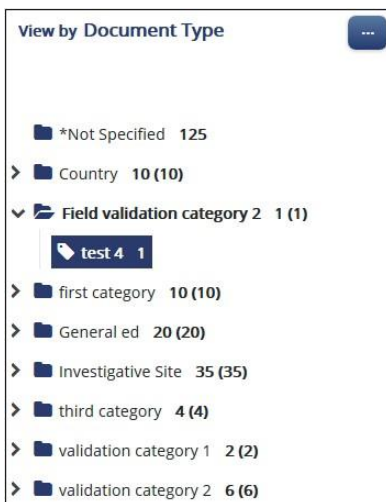 View by Document Type
...
*Not Specified 125
Country 10 (10)
Field validation category 2 1 (1)
test 4 1
first category 10 (10)
General ed 20 (20)
Investigative Site 35 (35)
third category 4 (4)
validation category 1 2 (2)
validation category 2 6 (6)